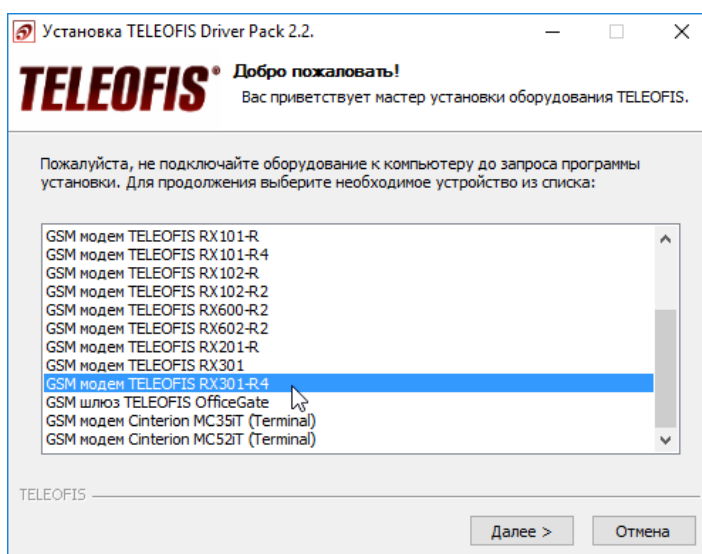 Установка TELEOFIS Driver Pack 2.2.
TELEOFIS®
Добро пожаловать!
Вас приветствует мастер установки оборудования TELEOFIS.
Пожалуйста, не подключайте оборудование к компьютеру до запроса программы
установки. Для продолжения выберите необходимое устройство из списка:
GSM модем TELEOFIS RX101-R
GSM модем TELEOFIS RX101-R4
GSM модем TELEOFIS RX102-R
GSM модем TELEOFIS RX102-R2
GSM модем TELEOFIS RX600-R2
GSM модем TELEOFIS RX602-R2
GSM модем TELEOFIS RX201-R
GSM модем TELEOFIS RX301
GSM модем TELEOFIS RX301-R4
GSM шлюз TELEOFIS OfficeGate
GSM модем Cinterion MC35iT (Terminal)
GSM модем Cinterion MC52iT (Terminal)
TELEOFIS
Далее >
Отмена